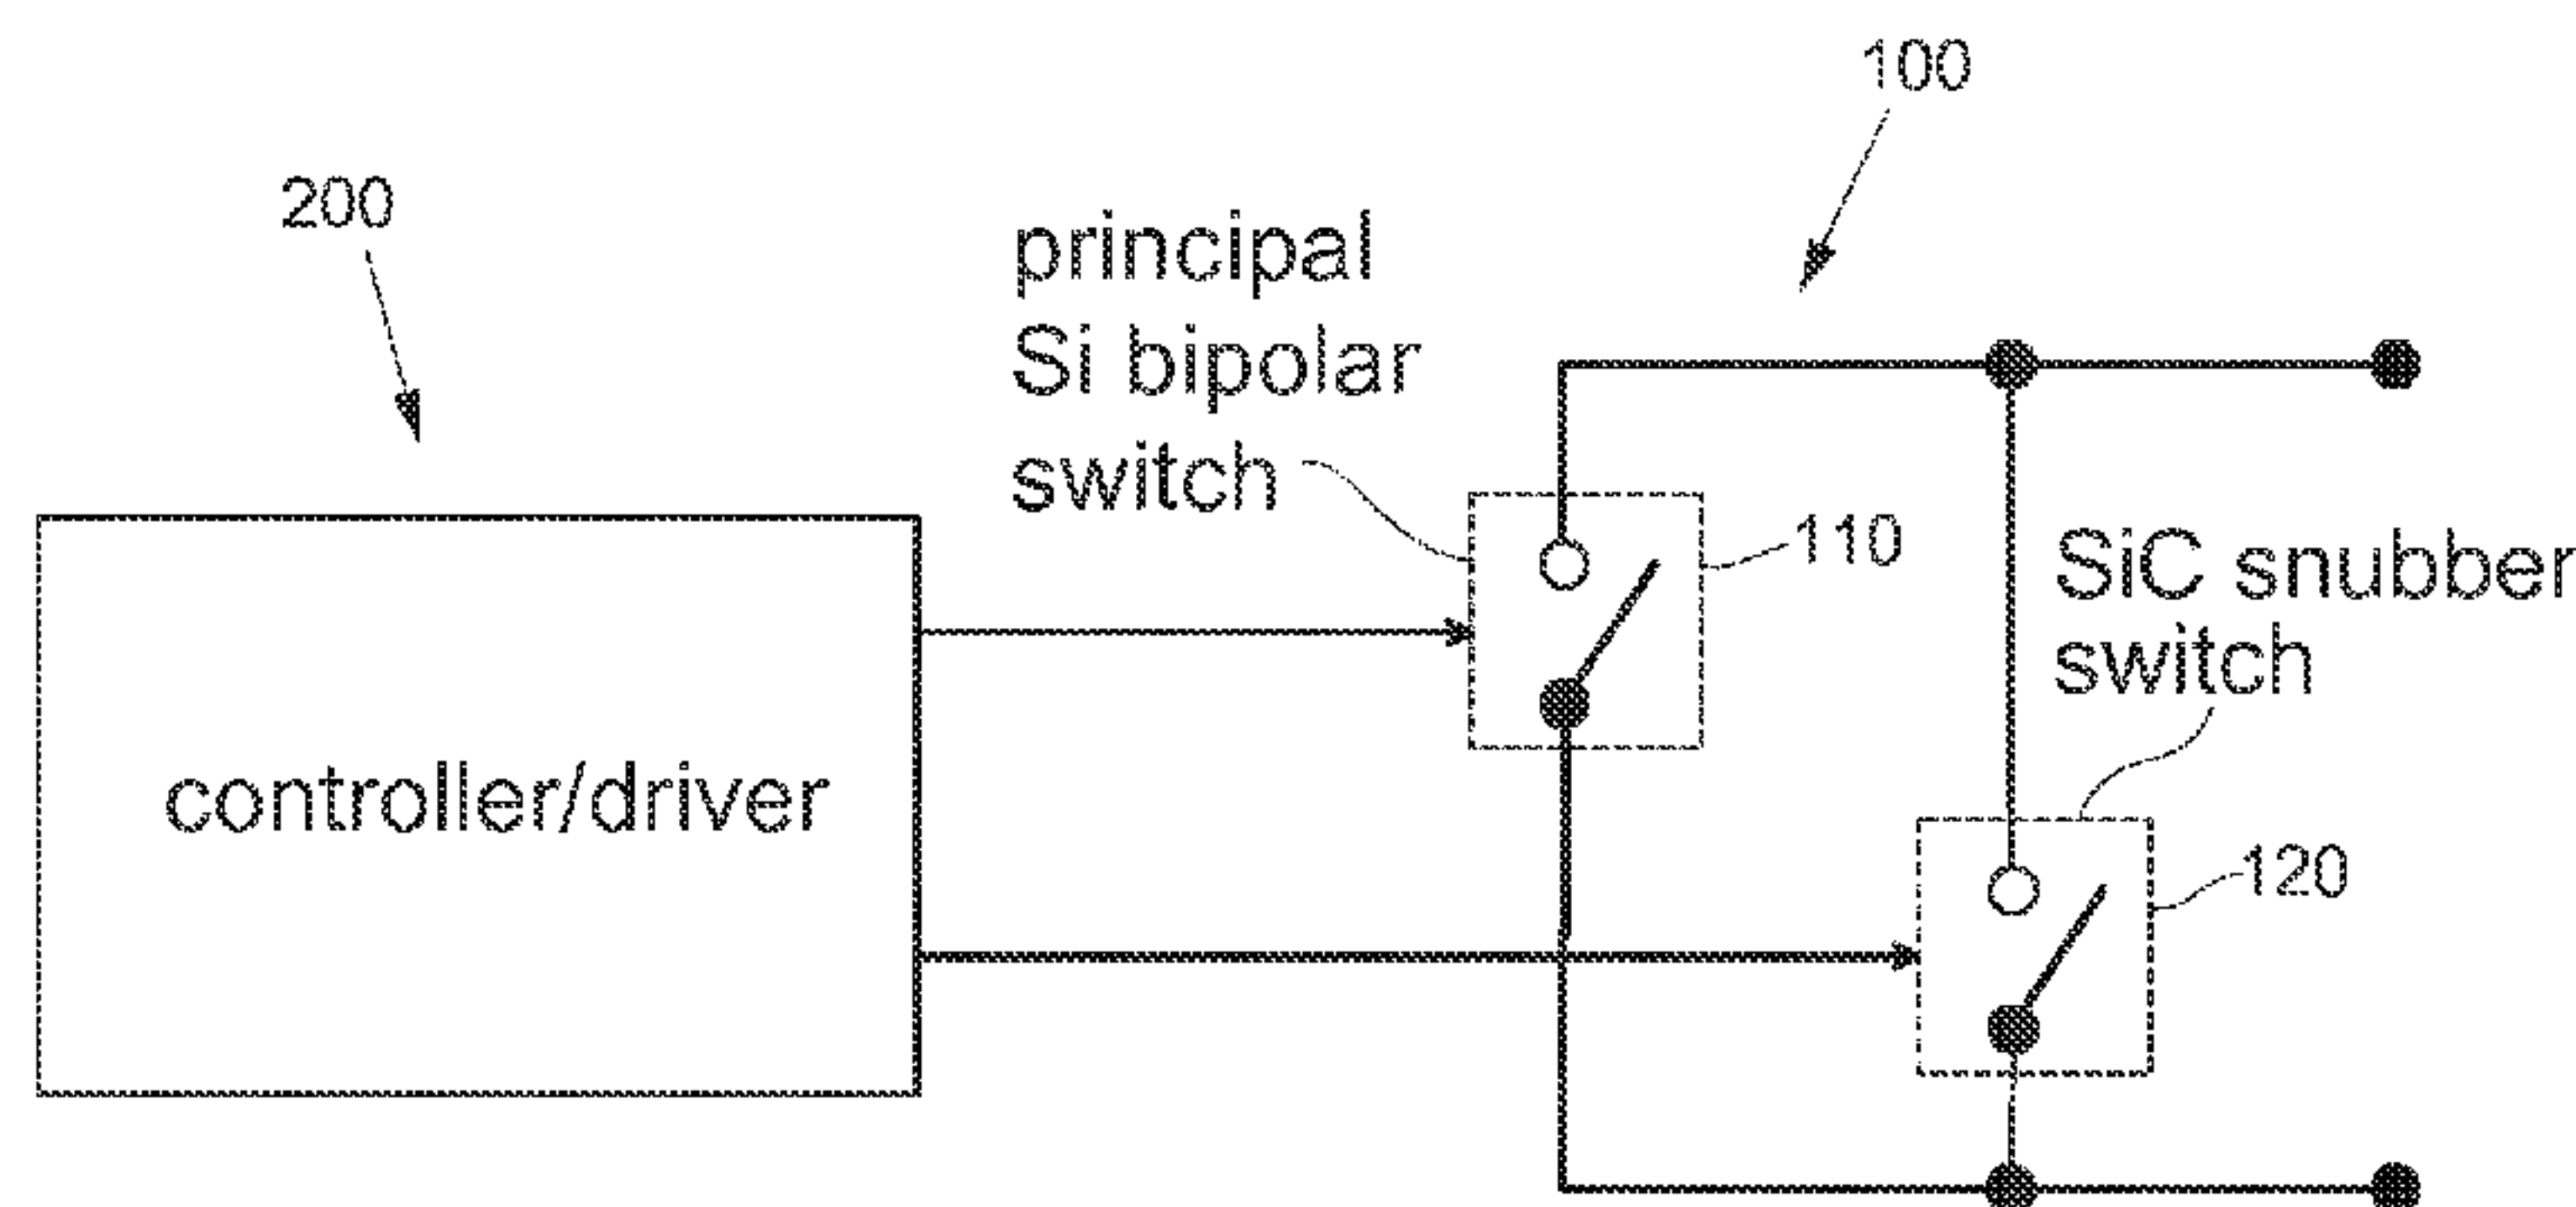 100
200
principal
Si bipolar
switch
110
SiC snubber
switch
controller/driver
120